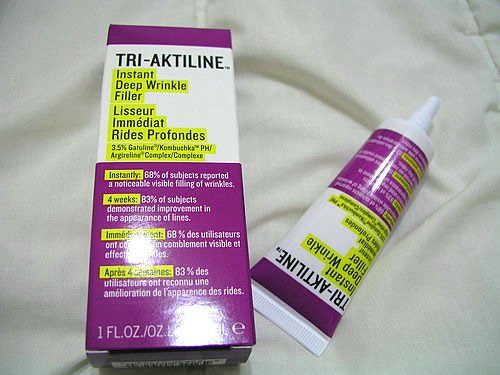 TRI-AKTILINE™
Instant
Deep Wrinkle
Filler
Lisseur
Immédiat
Rides Profondes
3.5% Gatuline®/Kombuchka™ PH/
Argireline® Complex/Complexe
Instantly: 68% of subjects reported
a noticeable visible filling of wrinkles.
4 weeks: 83% of subjects
demonstrated improvement in
the appearance of lines.
68 % des utilisateurs
ont comblement visible et
Après 4 semaines: 83 % des
utilisateurs ont reconnu une
amélioration de l'apparence des rides.
1 FL.OZ./OZ. e
TRI-AKTILINE™
Instant
Deep Wrinkle
Filler